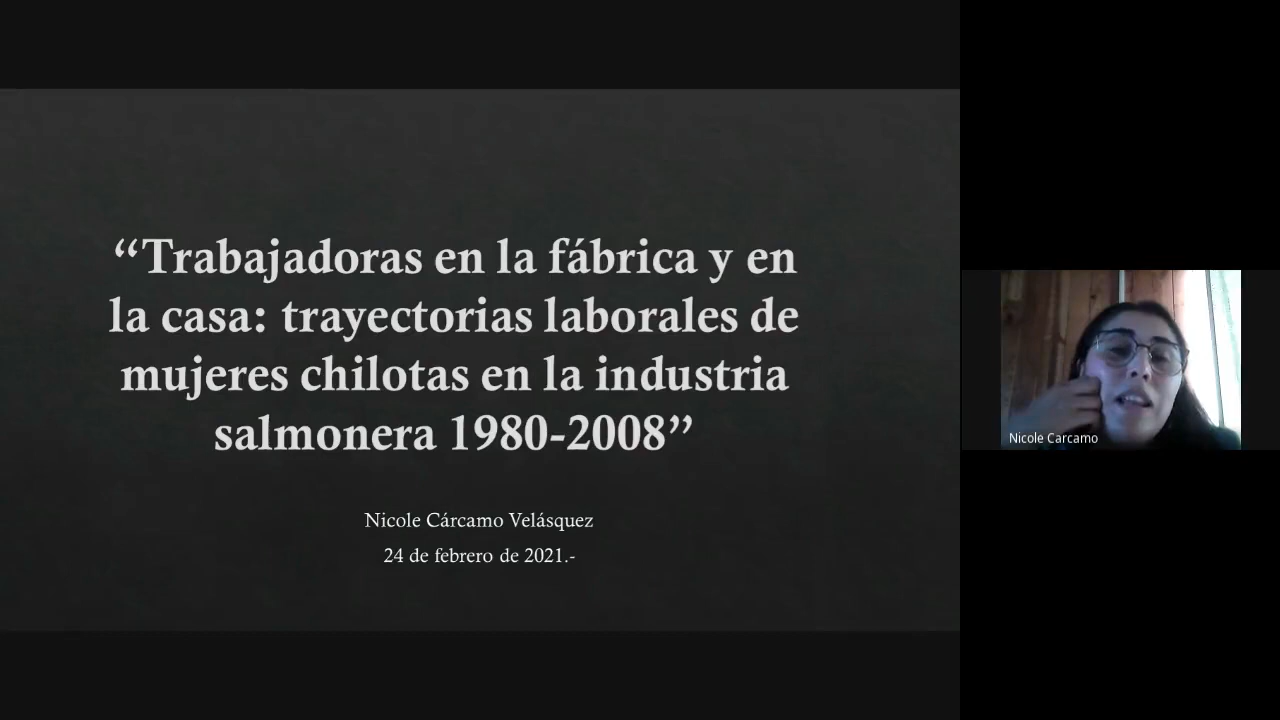 “Trabajadoras en la fábrica y en
la casa: trayectorias laborales de
mujeres chilotas en la industria
salmonera 1980-2008”
Nicole Cárcamo Velásquez
24 de febrero de 2021.-
Nicole Carcamo